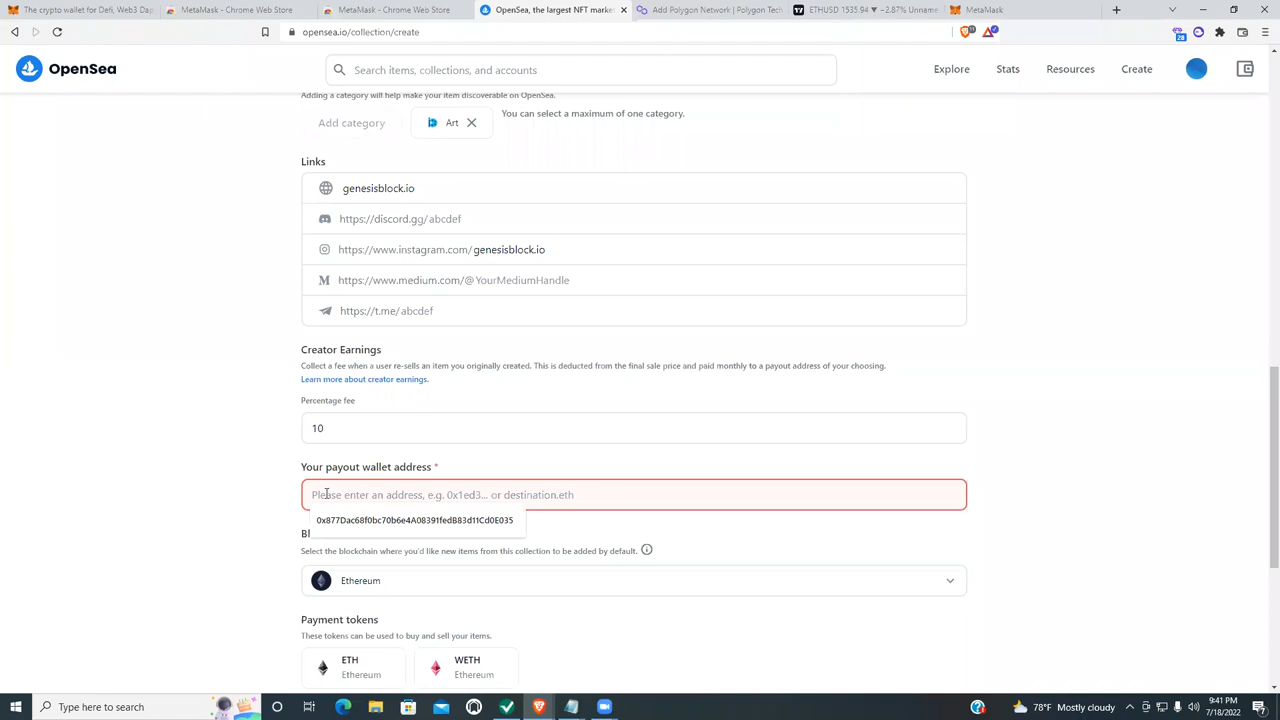 MetaMask wallet for Defi, Web3 Dap
MetaMask - Chrome Web Store
MetaMask - Chrome Web Store
OpenSea, the largest NFT market
Add Polygon Network | Polygon Tech
ETHUSD 1535.94 ▼ −2.87% Unname
MetaMask
opensea.io/collection/create
28
OpenSea
Search items, collections, and accounts
Explore
Stats
Resources
Create
Adding a category will help make your item discoverable on OpenSea.
Add category
Art
You can select a maximum of one category.
Links
genesisblock.io
https://discord.gg/abcdef
https://www.instagram.com/genesisblock.io
https://www.medium.com/@YourMediumHandle
https://t.me/abcdef
Creator Earnings
Collect a fee when a user re-sells an item you originally created. This is deducted from the final sale price and paid monthly to a payout address of your choosing.
Learn more about creator earnings.
Percentage fee
10
Your payout wallet address *
Please enter an address, e.g. 0x1ed3... or destination.eth
0x877Dac68f0bc70b6e4A08391fedB83d11Cd0E035
Bl
Select the blockchain where you'd like new items from this collection to be added by default.
Ethereum
Payment tokens
These tokens can be used to buy and sell your items.
ETH
Ethereum
WETH
Ethereum
Type here to search
78°F Mostly cloudy
9:41 PM
7/18/2022